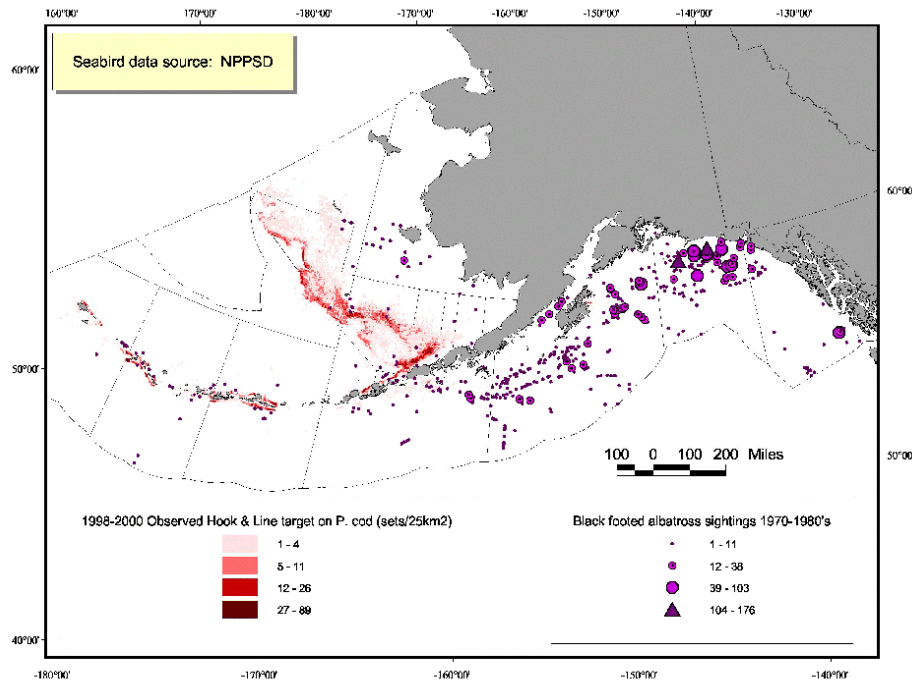 160°00' -180°00' -170°00' -160°00' -150°00' -140°00' -130°00'
Seabird data source: NPPSD
60°00'
60°00'
50°00'
50°00'
100 0 100 200 Miles
1998-2000 Observed Hook & Line target on P. cod (sets/25km2)
1 - 4
5 - 11
12 - 26
27 - 89
Black footed albatross sightings 1970-1980's
1 - 11
12 - 38
39 - 103
104 - 176
40°00'
-180°00' -170°00' -160°00' -150°00' -140°00'